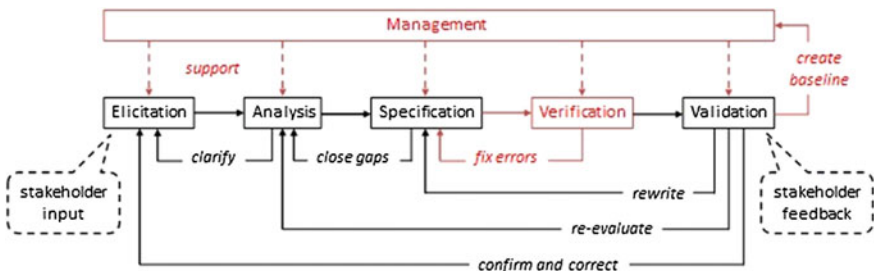 Management
support
create
baseline
Elicitation
Analysis
Specification
Verification
Validation
clarify
close gaps
fix errors
stakeholder
input
rewrite
stakeholder
feedback
re-evaluate
confirm and correct